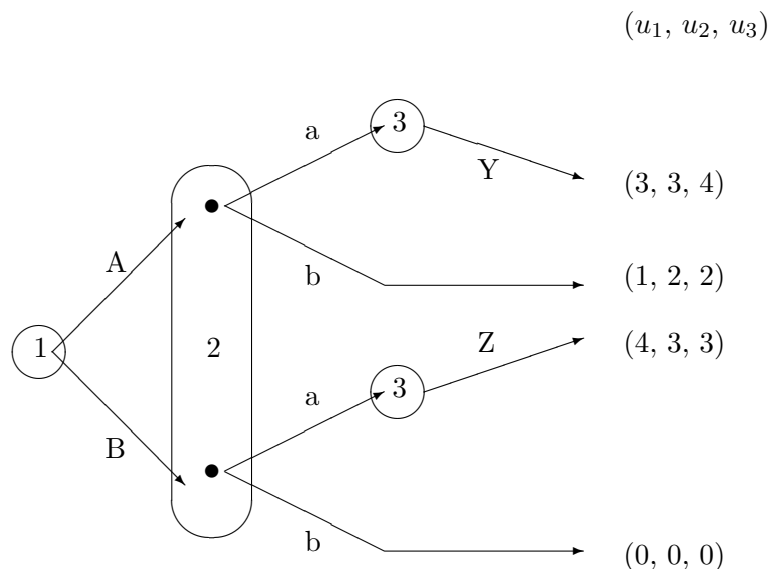 (u1, u2, u3)
3
a
Y
(3, 3, 4)
A
b
(1, 2, 2)
1
2
Z
(4, 3, 3)
3
a
B
b
(0, 0, 0)